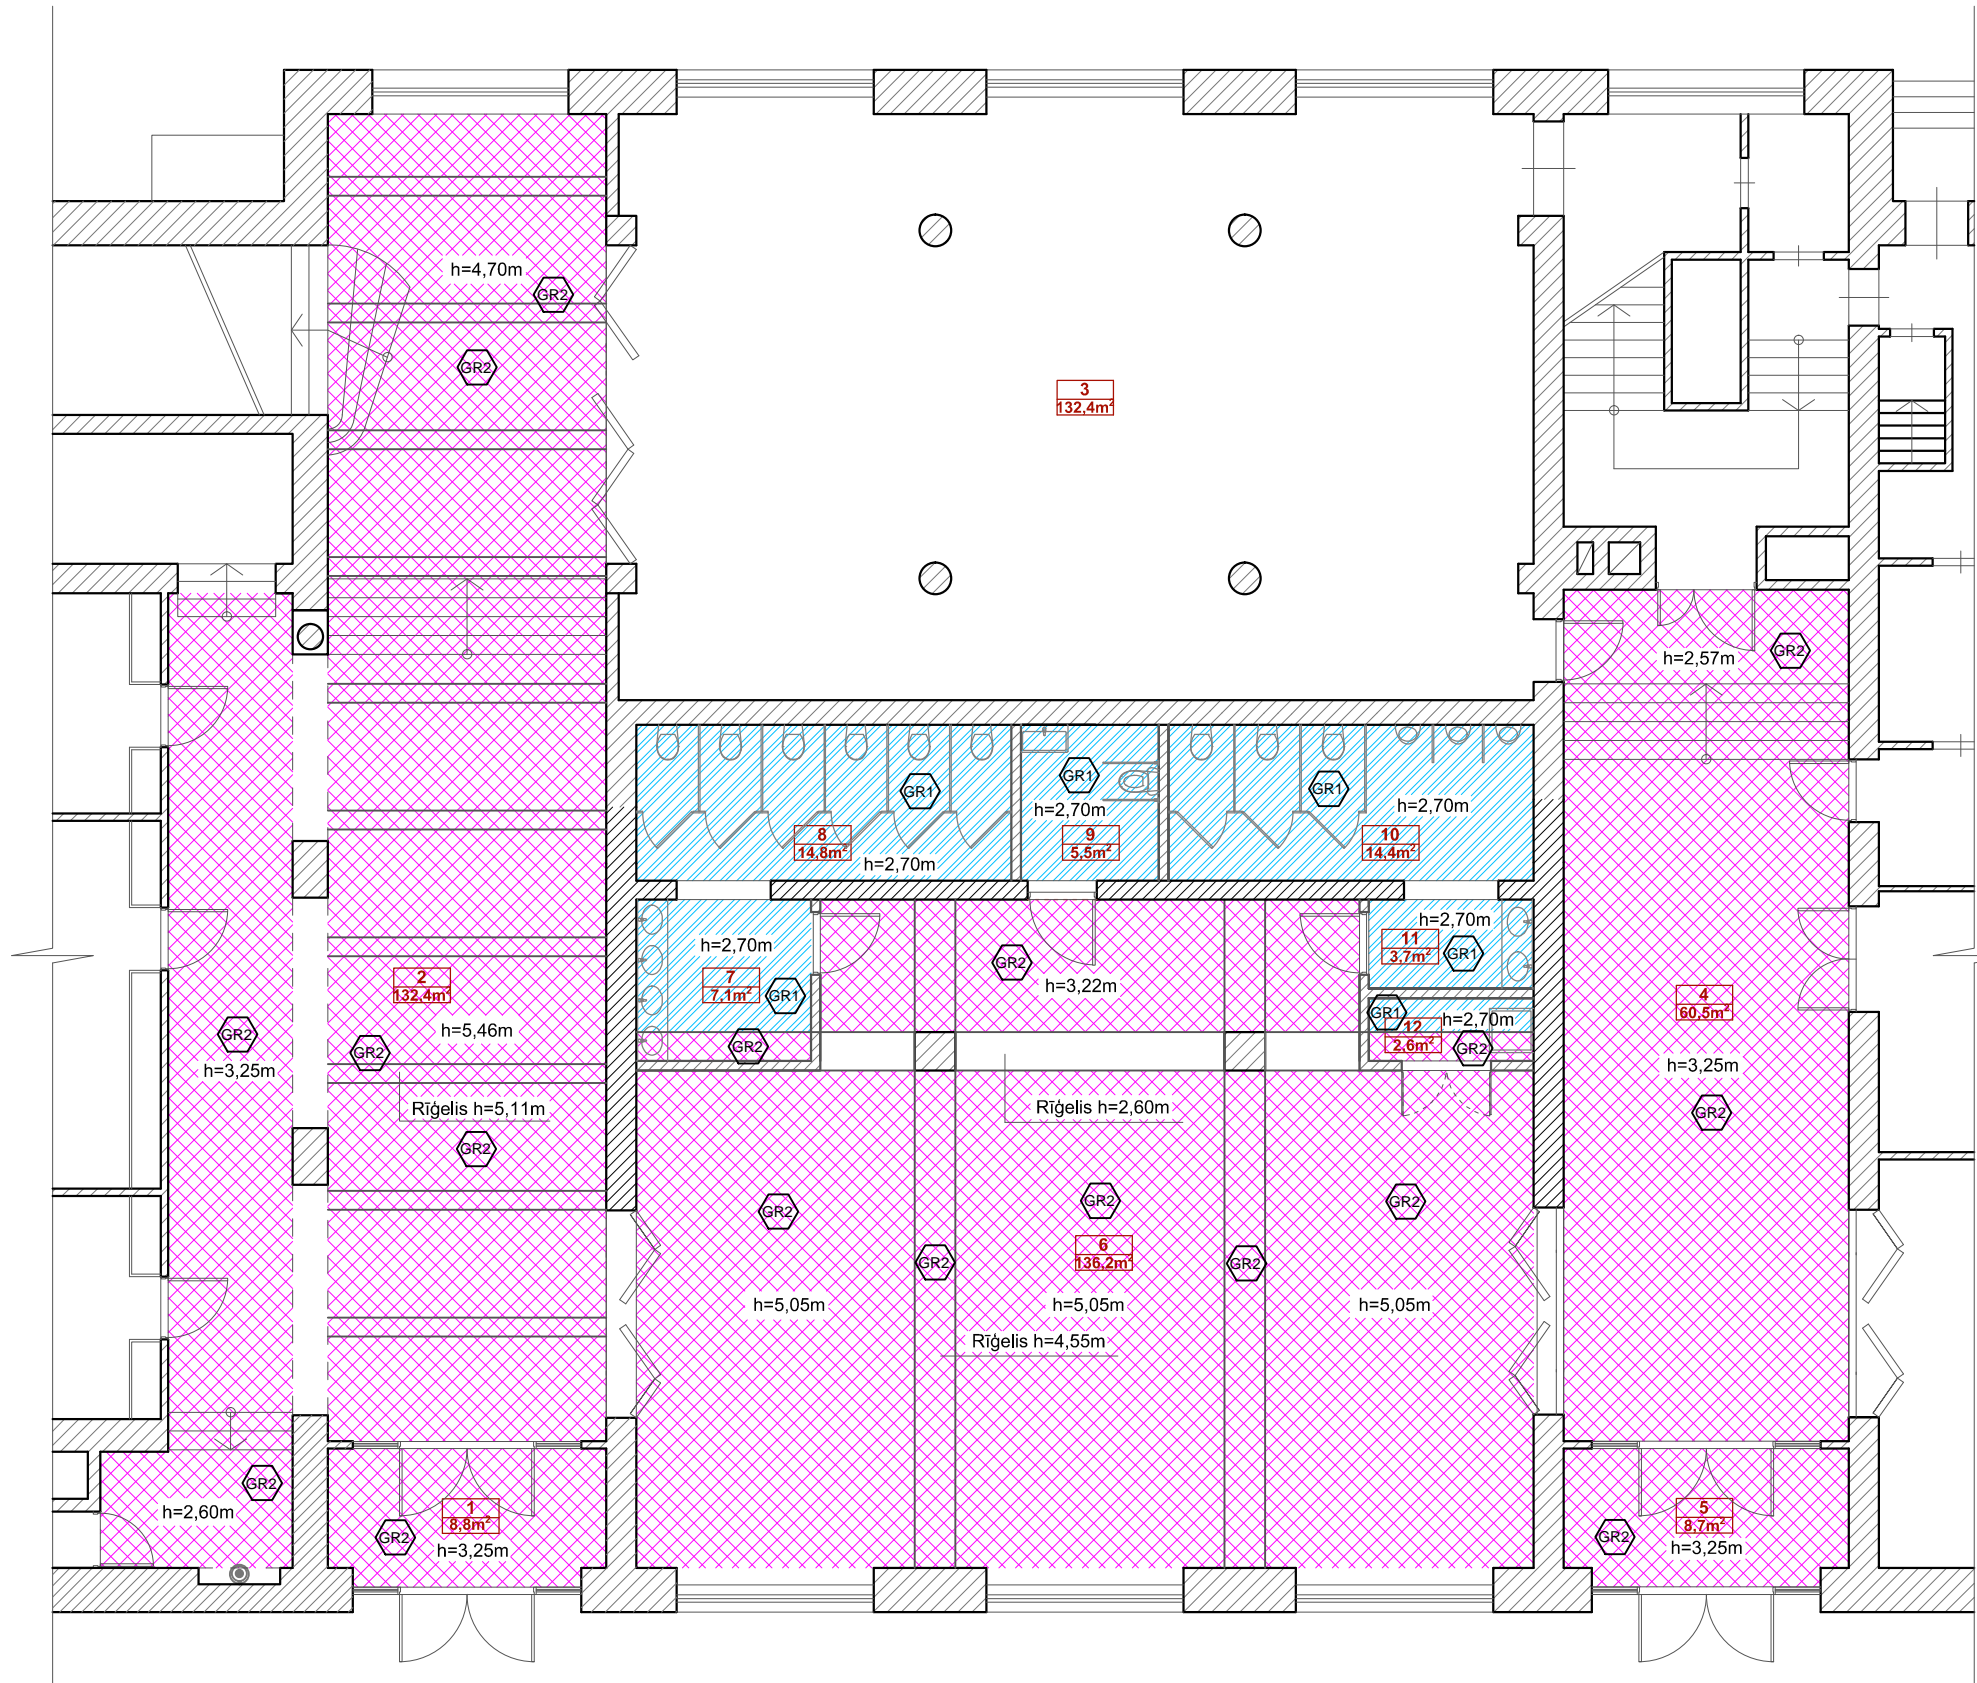 h=4,70m
GR2
GR2
3
132,4m²
h=2,57m
GR2
GR1
h=2,70m
9
5,5m²
GR1
h=2,70m
8
14,8m²
h=2,70m
10
14,4m²
h=2,70m
7
7,1m²
GR1
GR2
GR2
h=3,22m
h=2,70m
11
3,7m²
GR1
GR1
h=2,70m
12
2,6m²
GR2
2
132,4m²
h=5,46m
GR2
GR2
h=3,25m
Rīģelis h=5,11m
GR2
Rīģelis h=2,60m
4
60,5m²
h=3,25m
GR2
GR2
GR2
GR2
GR2
6
136,2m²
GR2
h=5,05m
h=5,05m
h=5,05m
Rīģelis h=4,55m
GR2
h=2,60m
1
8,8m²
GR2
h=3,25m
5
8,7m²
GR2
h=3,25m